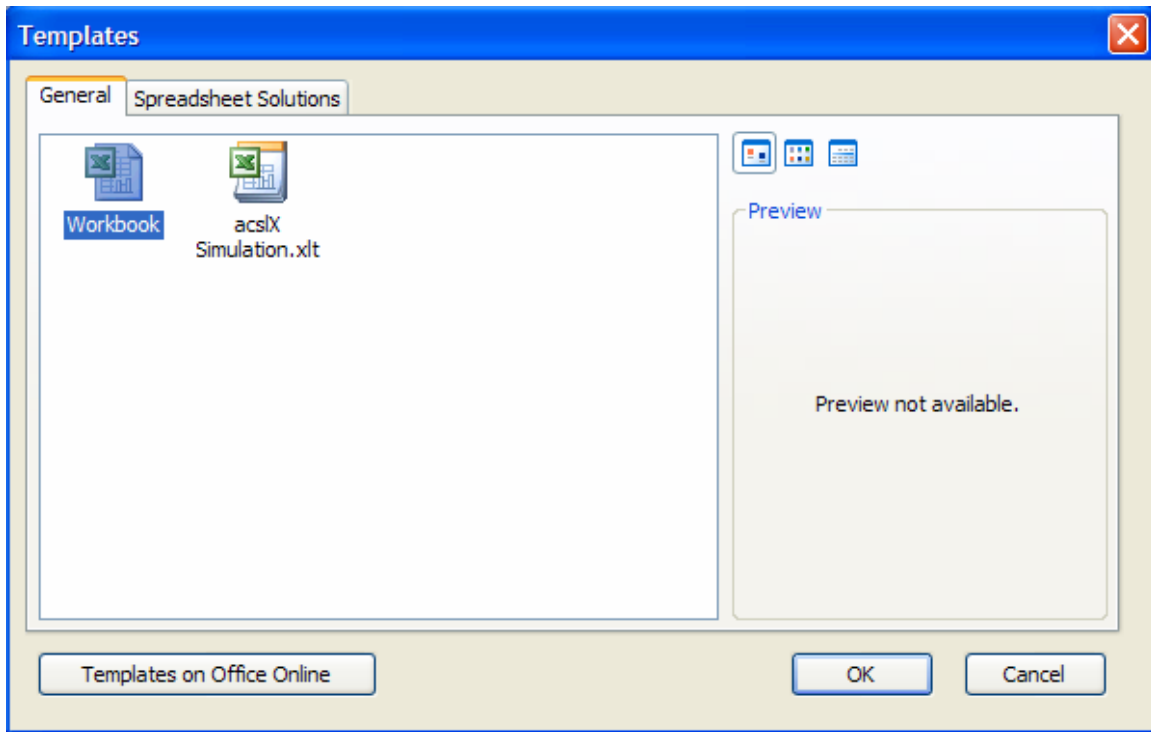 Templates
General
Spreadsheet Solutions
Workbook
acslX
Simulation.xlt
Preview
Preview not available.
Templates on Office Online
OK
Cancel